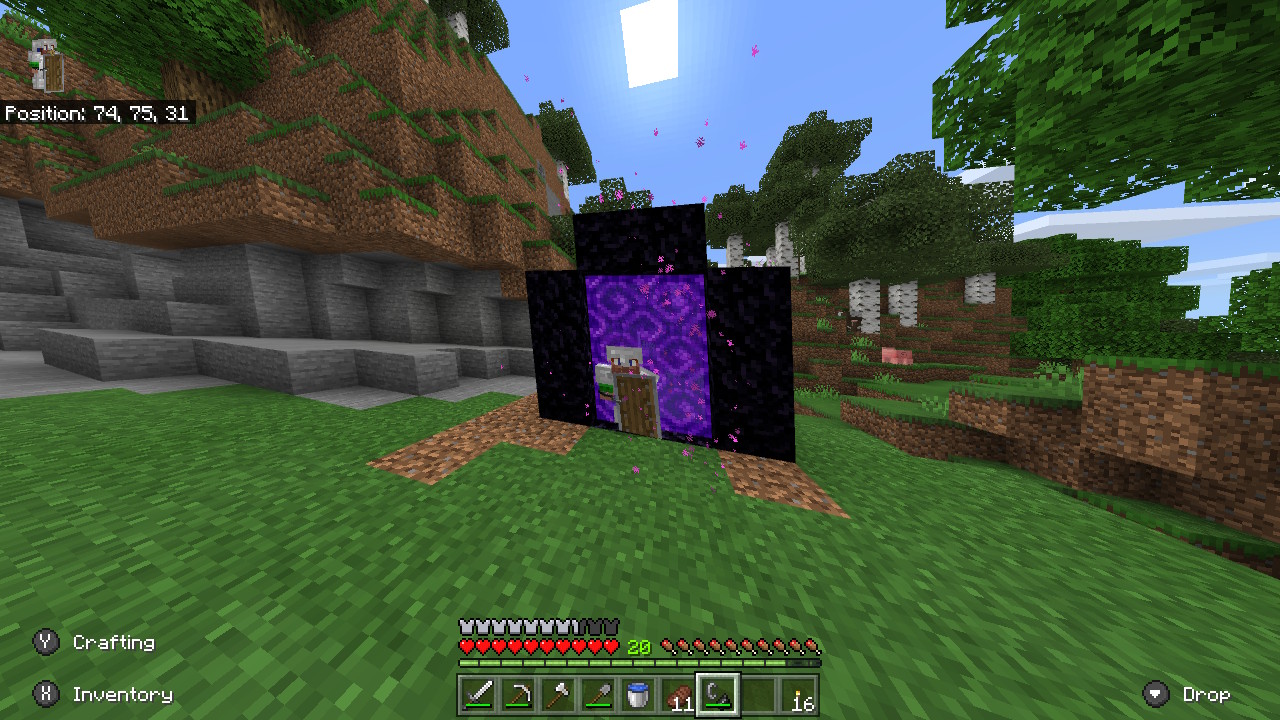 Position: 74, 75, 31
Y Crafting
20
X Inventory
11
16
Drop